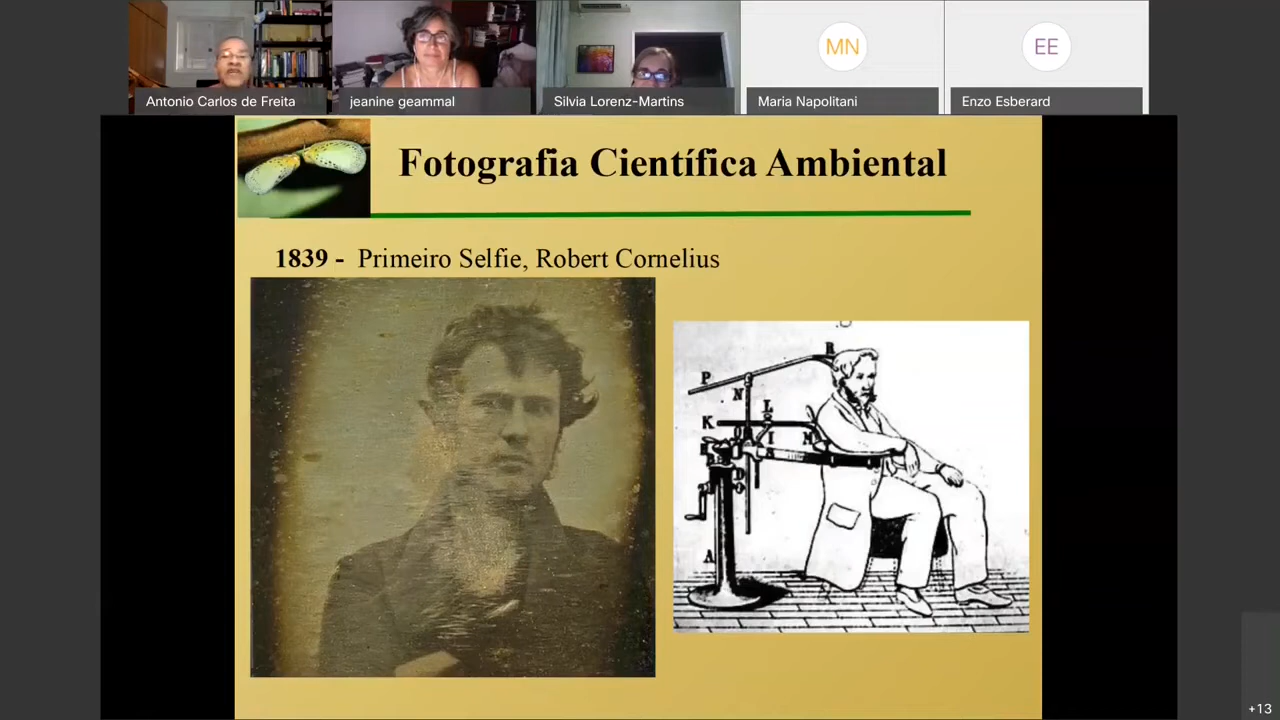 MN
EE
Antonio Carlos de Freita
jeanine geammal
Silvia Lorenz-Martins
Maria Napolitani
Enzo Esberard
Fotografia Científica Ambiental
1839 - Primeiro Selfie, Robert Cornelius
R
P
N
L
K
I
M
D
A
+13